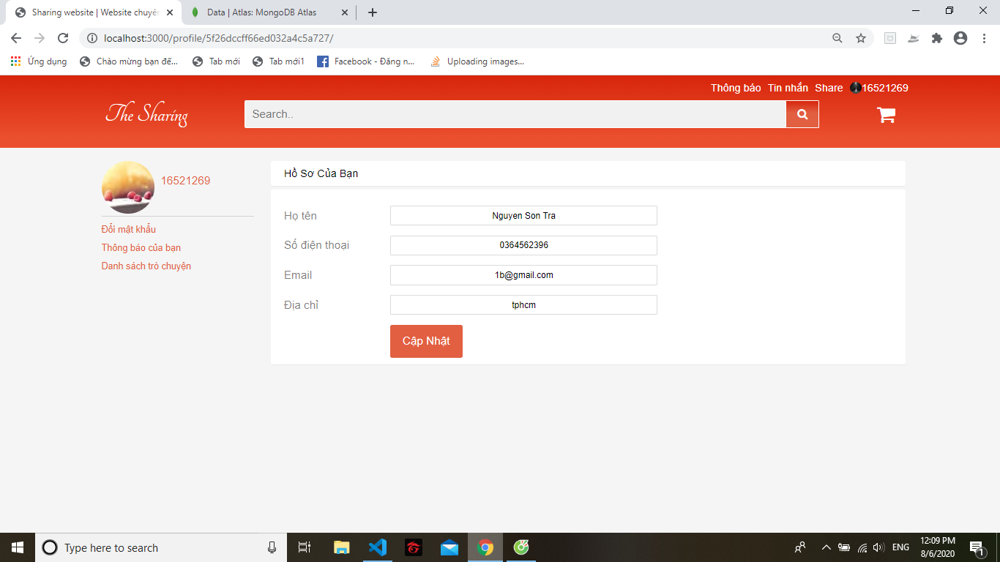 Sharing website | Website chuyên
Data | Atlas: MongoDB Atlas
localhost:3000/profile/5f26dccff66ed032a4c5a727/
Ứng dụng
Chào mừng bạn đế...
Tab mới
Tab mới1
Facebook - Đăng n...
Uploading images...
Thông báo Tin nhắn Share 16521269
The Sharing
Search..
16521269
Đổi mật khẩu
Thông báo của bạn
Danh sách trò chuyện
Hồ Sơ Của Bạn
Họ tên Nguyen Son Tra
Số điện thoại 0364562396
Email 1b@gmail.com
Địa chỉ tphcm
Cập Nhật
Type here to search
ENG
12:09 PM
8/6/2020
1